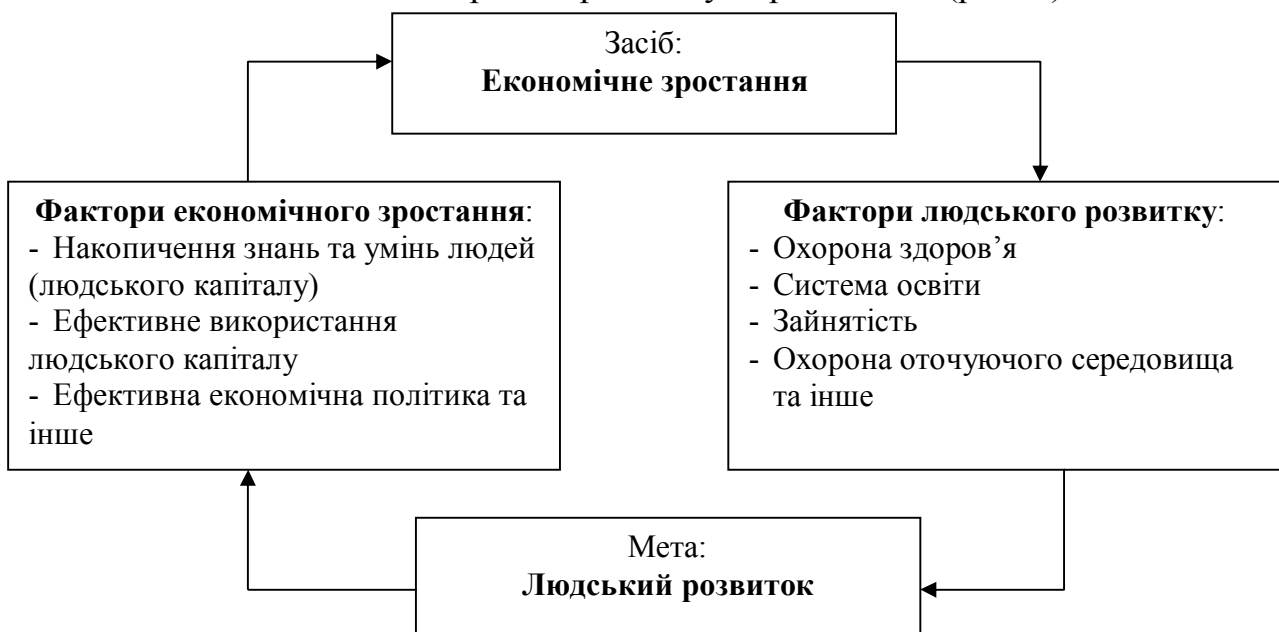 Засіб:
Економічне зростання
Фактори економічного зростання:
- Накопичення знань та умінь людей
(людського капіталу)
- Ефективне використання
людського капіталу
- Ефективна економічна політика та
інше
Фактори людського розвитку:
- Охорона здоров’я
- Система освіти
- Зайнятість
- Охорона оточуючого середовища
та інше
Мета:
Людський розвиток